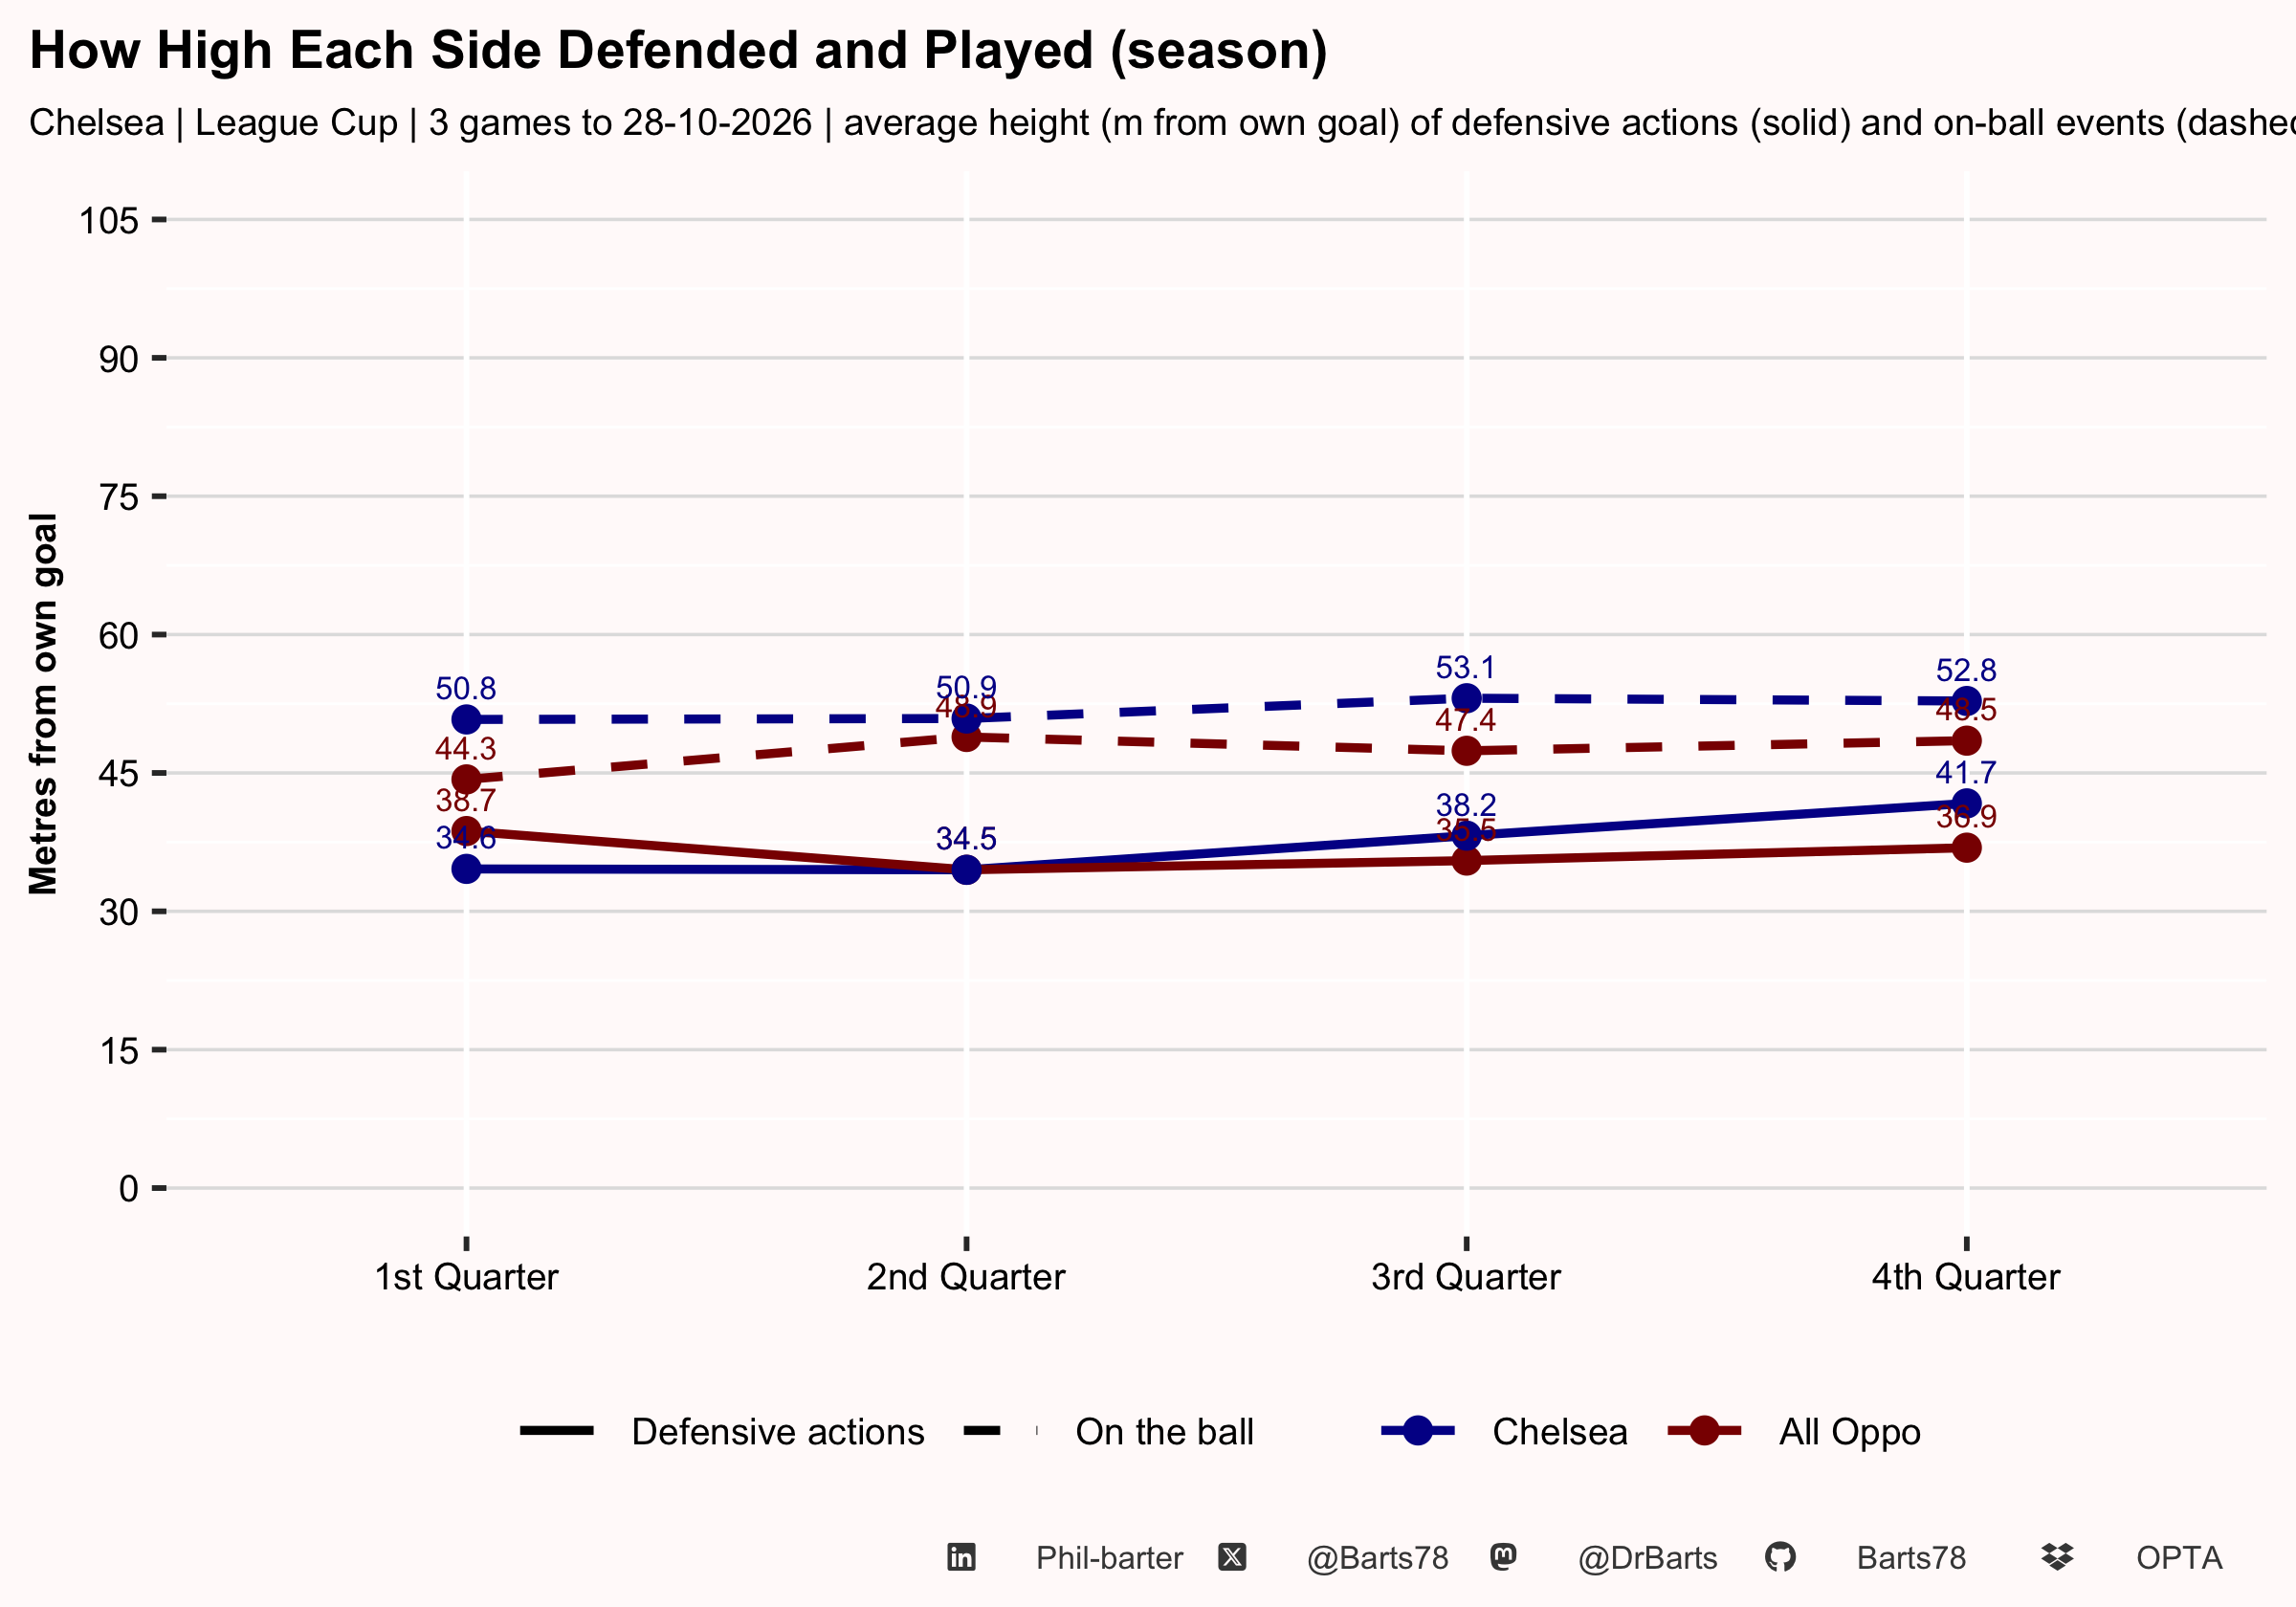 How High Each Side Defended and Played (season)
Chelsea | League Cup | 3 games to 28-10-2026 | average height (m from own goal) of defensive actions (solid) and on-ball events (dashed
Metres from own goal
105
90
75
60
45
30
15
0
50.8
50.9
53.1
52.8
44.3
48.9
47.4
48.5
38.7
34.6
34.5
38.2
35.5
41.7
36.9
1st Quarter
2nd Quarter
3rd Quarter
4th Quarter
Defensive actions
On the ball
Chelsea
All Oppo
Phil-barter
@Barts78
@DrBarts
Barts78
OPTA